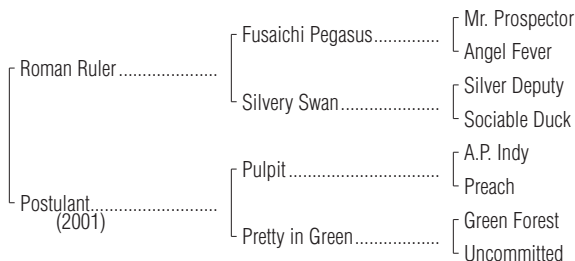 Mr. Prospector
Fusaichi Pegasus..............
Angel Fever
Roman Ruler.....................
Silver Deputy
Silvery Swan.....................
Sociable Duck
A.P. Indy
Pulpit................................
Preach
Postulant...........................
(2001)
Green Forest
Pretty in Green..................
Uncommitted